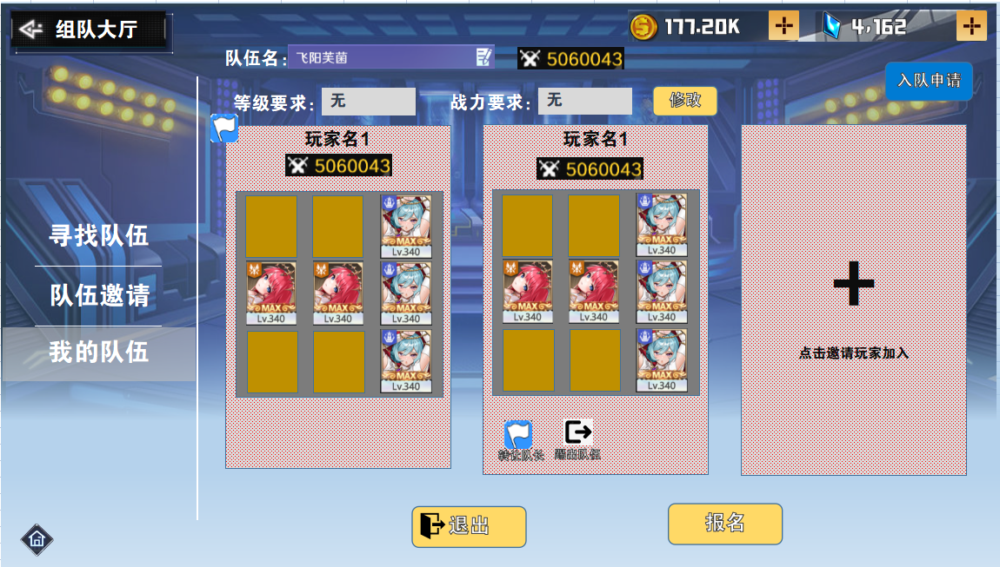 组队大厅
177.20K
4,162
队伍名：
飞阳芙菌
5060043
入队申请
等级要求：
无
战力要求：
无
修改
玩家名1
5060043
MAX
Lv.340
MAX
Lv.340
MAX
Lv.340
MAX
Lv.340
MAX
Lv.340
玩家名1
5060043
MAX
Lv.340
MAX
Lv.340
MAX
Lv.340
MAX
Lv.340
MAX
Lv.340
转让队长
踢出队伍
点击邀请玩家加入
寻找队伍
队伍邀请
我的队伍
退出
报名